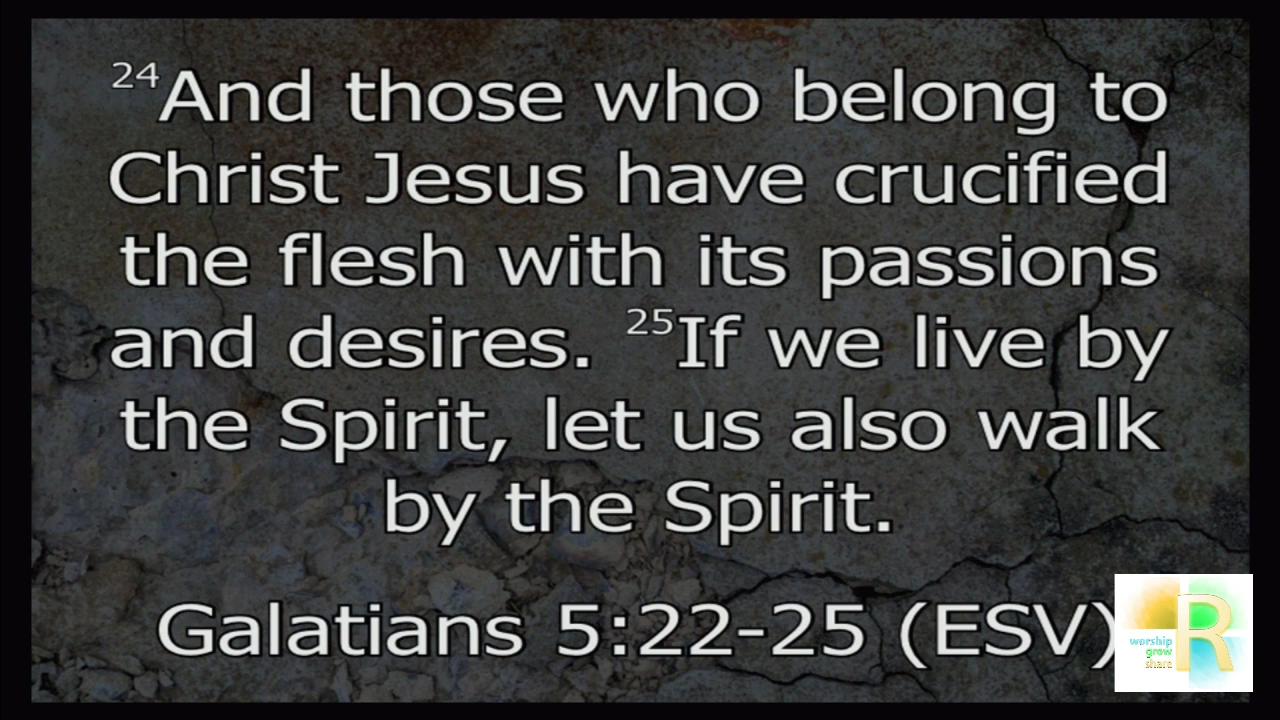 24And those who belong to
Christ Jesus have crucified
the flesh with its passions
and desires. 25If we live by
the Spirit, let us also walk
by the Spirit.
Galatians 5:22-25 (ESV)
R
worship
grow
share